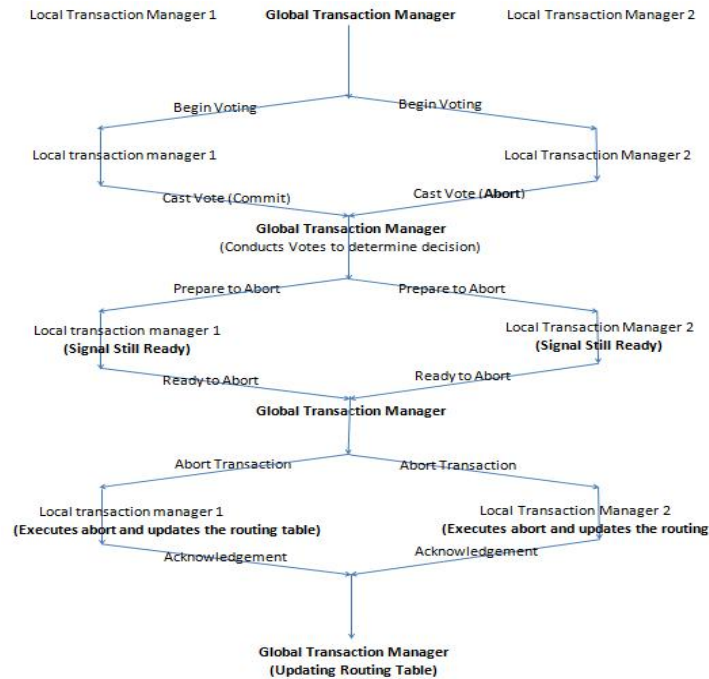 Local Transaction Manager 1
Global Transaction Manager
Local Transaction Manager 2
Begin Voting
Begin Voting
Local transaction manager 1
Local Transaction Manager 2
Cast Vote (Commit)
Cast Vote (Abort)
Global Transaction Manager
(Conducts Votes to determine decision)
Prepare to Abort
Prepare to Abort
Local transaction manager 1
(Signal Still Ready)
Local Transaction Manager 2
(Signal Still Ready)
Ready to Abort
Ready to Abort
Global Transaction Manager
Abort Transaction
Abort Transaction
Local transaction manager 1
(Executes abort and updates the routing table)
Local Transaction Manager 2
(Executes abort and updates the routing
Acknowledgement
Acknowledgement
Global Transaction Manager
(Updating Routing Table)